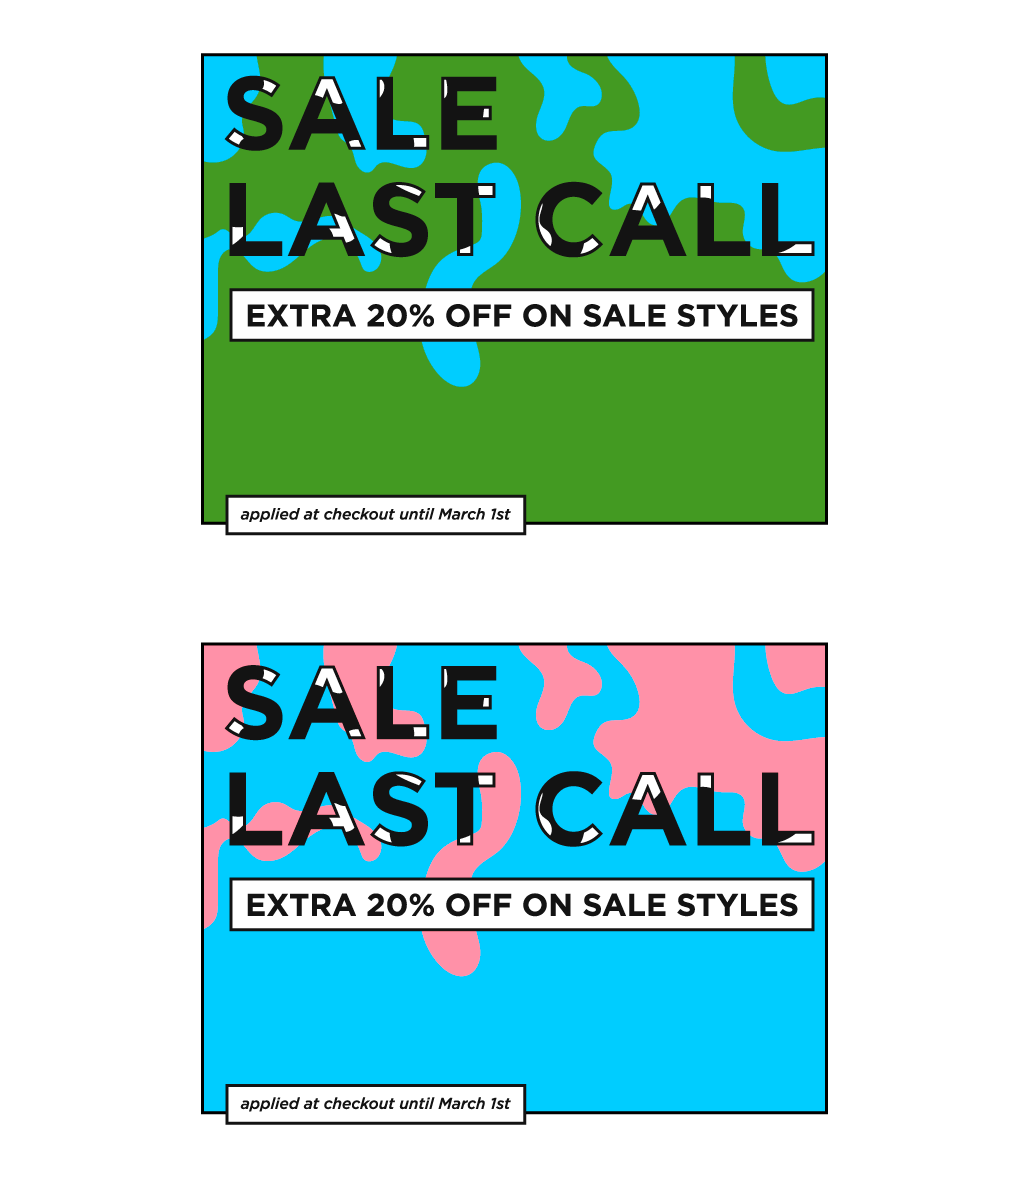 SALE
LAST CALL
EXTRA 20% OFF ON SALE STYLES
applied at checkout until March 1st
SALE
LAST CALL
EXTRA 20% OFF ON SALE STYLES
applied at checkout until March 1st